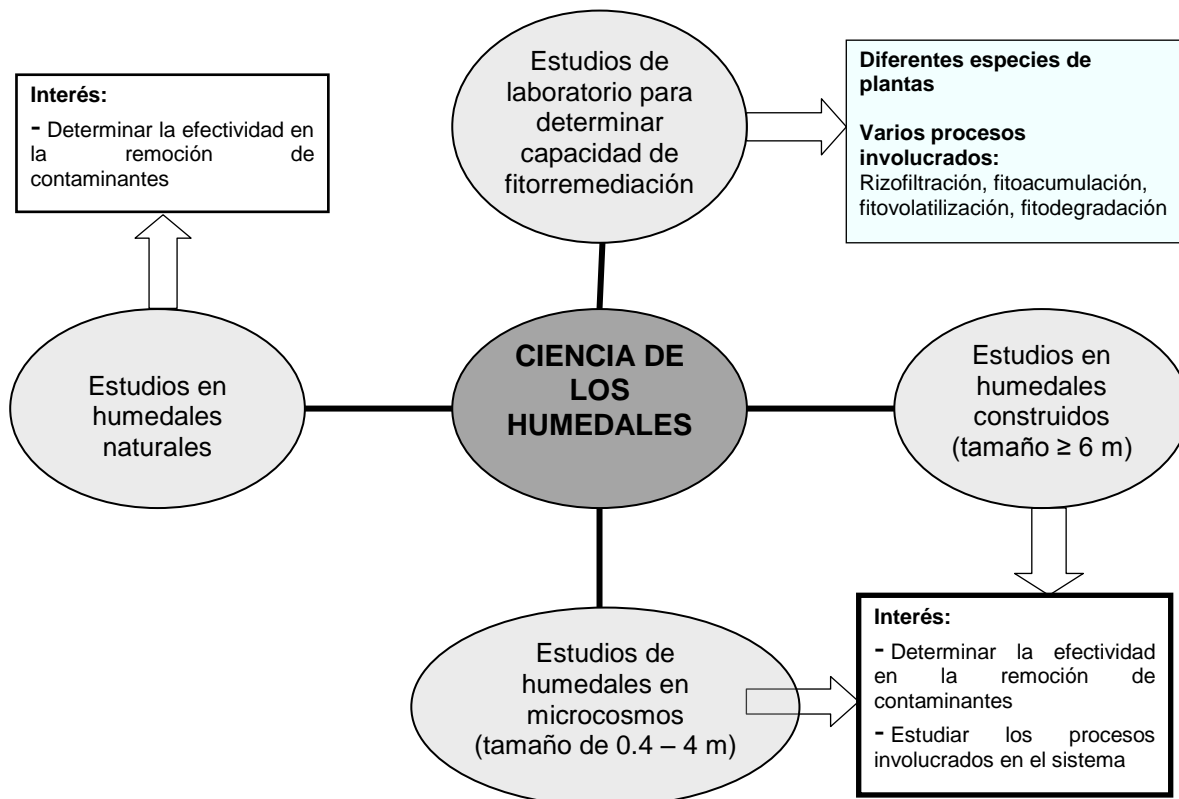 Estudios de
laboratorio para
determinar
capacidad de
fitorremediación
Diferentes especies de
plantas
Varios procesos
involucrados:
Rizofiltración, fitoacumulación,
fitovolatilización, fitodegradación
Interés:
- Determinar la efectividad en
la remoción de
contaminantes
Estudios en
humedales
naturales
CIENCIA DE
LOS
HUMEDALES
Estudios en
humedales
construidos
(tamaño ≥ 6 m)
Estudios de
humedales en
microcosmos
(tamaño de 0.4 – 4 m)
Interés:
- Determinar la efectividad
en la remoción de
contaminantes
- Estudiar los procesos
involucrados en el sistema